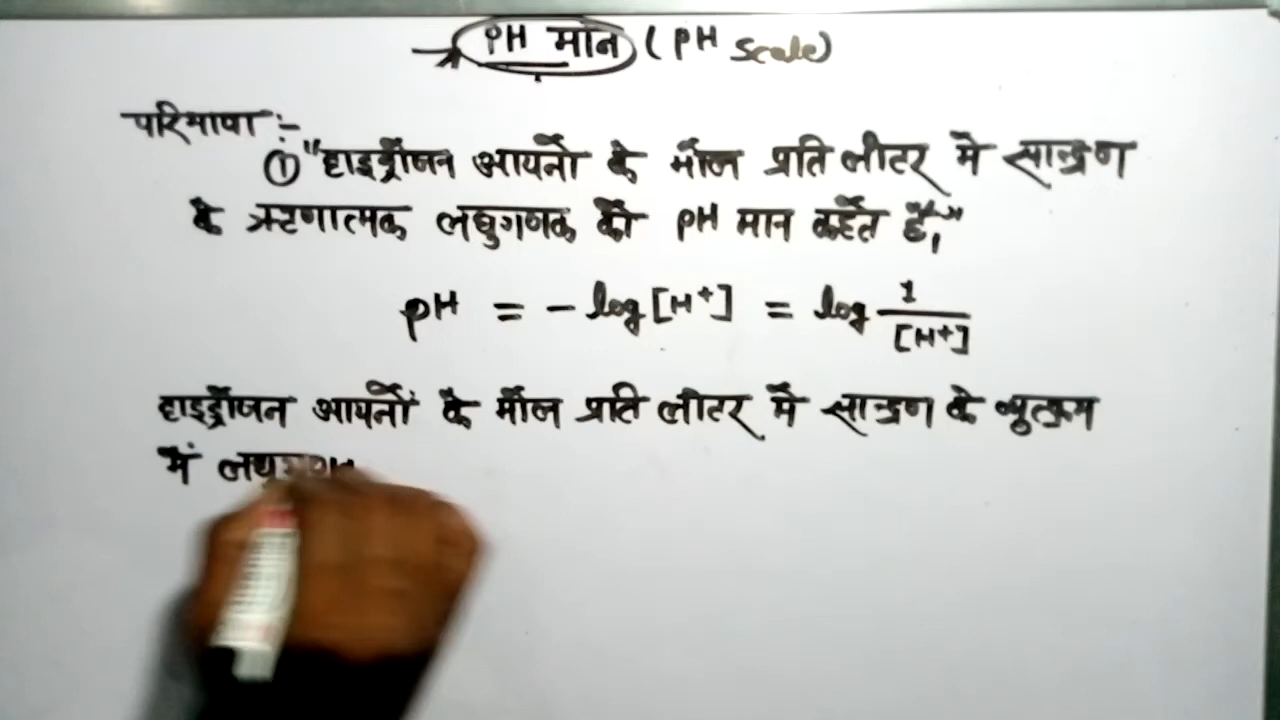 PH मान (PH Scale)
परिभाषा :-
① "हाइड्रोजन आयनो के मोल प्रति लीटर मे सान्द्रण
के ऋणात्मक लघुगणक को PH मान कहते है।"
pH = - log [H+] = log 1/[H+]
हाइड्रोजन आयनों के मोल प्रति लीटर मे सान्द्रण के व्युत्क्रम
में